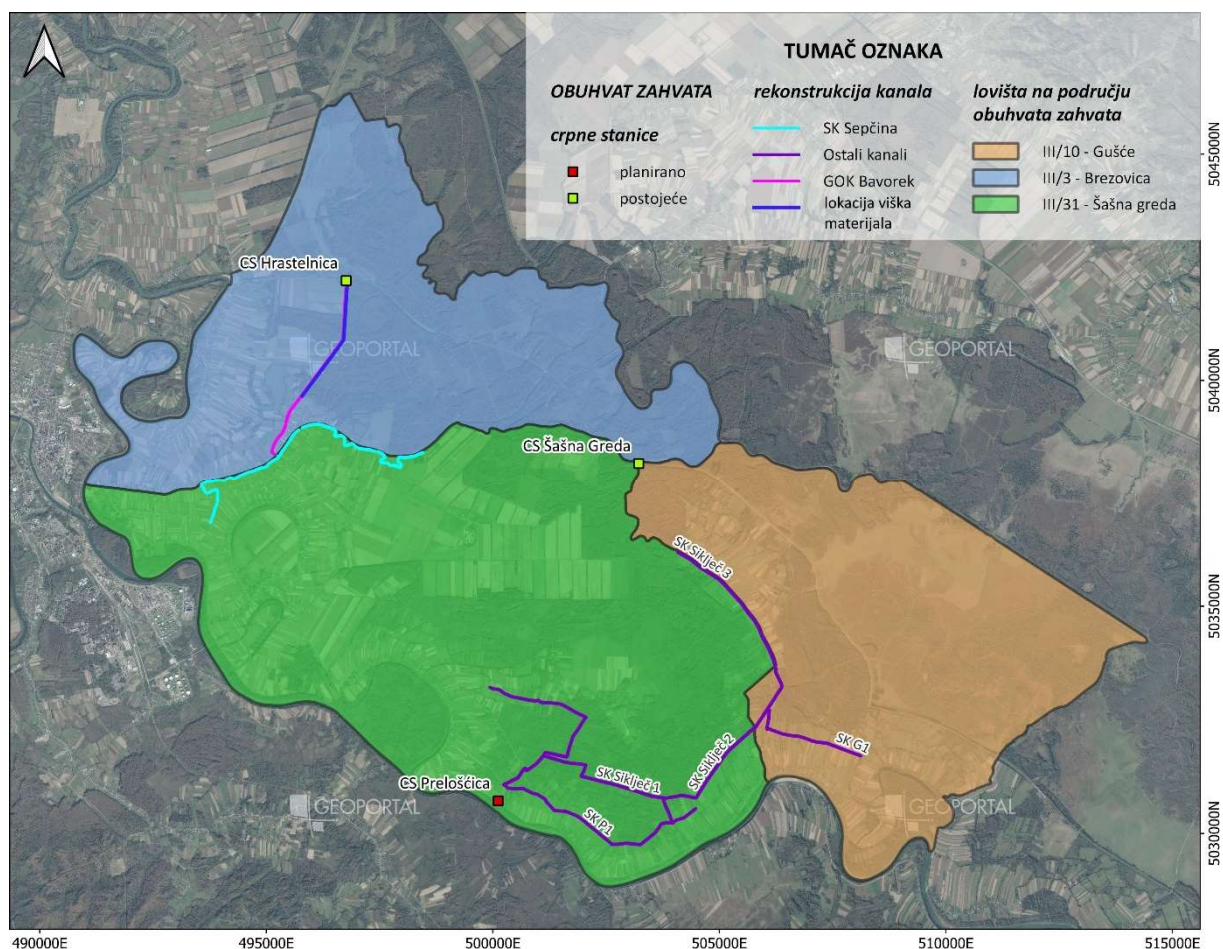 TUMAČ OZNAKA
OBUHVAT ZAHVATA
crpne stanice
planirano
postojeće
rekonstrukcija kanala
SK Sepčina
Ostali kanali
GOK Bavorek
lokacija viška
materijala
lovišta na području
obuhvata zahvata
III/10 - Gušće
III/3 - Brezovica
III/31 - Šašna greda
CS Hrastelnica
GEOPORTAL
GEOPORTAL
CS Šašna Greda
SK Siklječ 3
SK Siklječ 2
SK G1
SK Siklječ 1
CS Prelošćica
SK P1
GEOPORTAL
GEOPORTAL
5045000N
5040000N
5035000N
5030000N
490000E
495000E
500000E
505000E
510000E
515000E